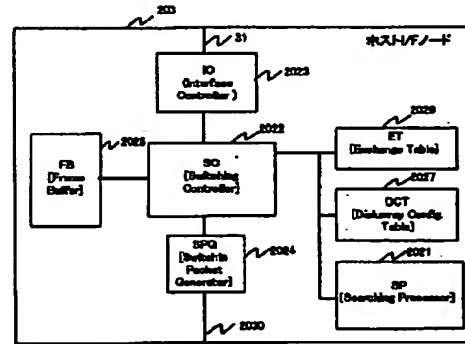 203
31
ホストI/Fノード
IC
(Interface
Controller)
2023
2022
SC
[Switching
Controller]
2025
FB
[Frame
Buffer]
2026
ET
[Exchange Table]
2027
DCT
[Diskarray Config.
Table]
2021
SP
[Searching Processor]
SPG
[Switch'n
Packet
Generator]
2024
2030